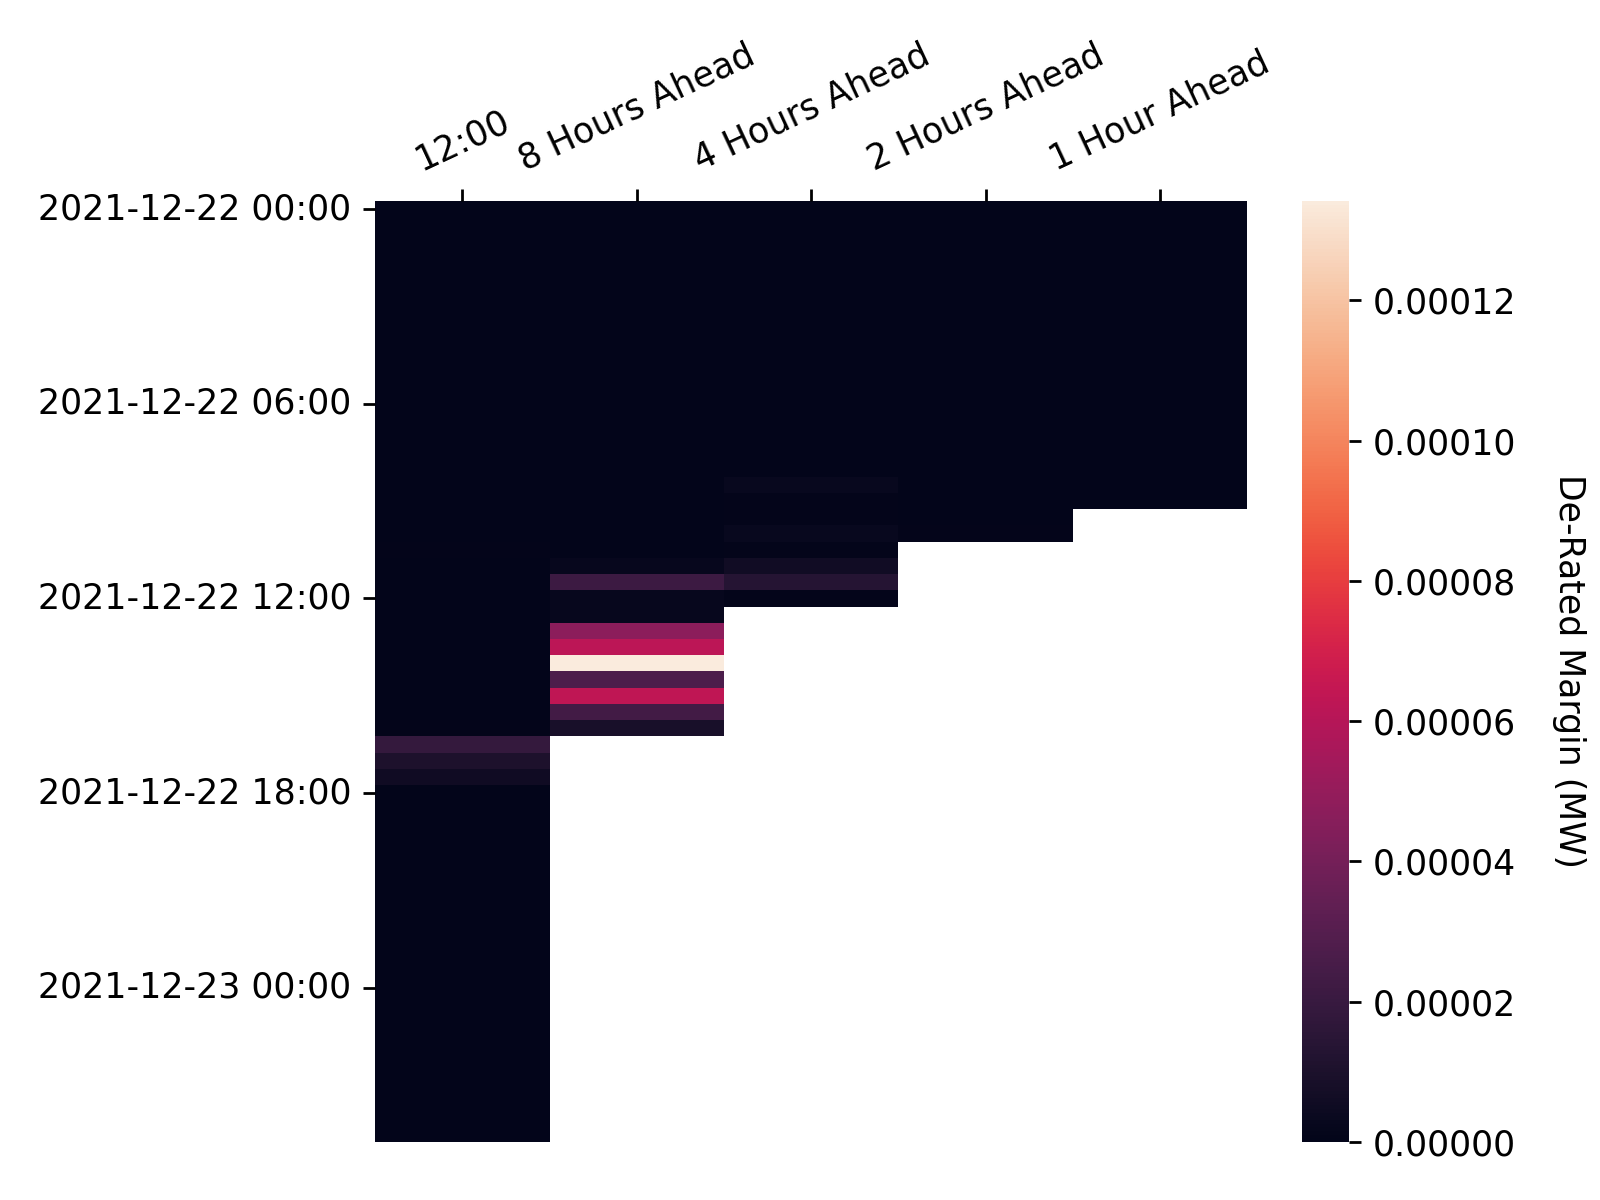 12:00
8 Hours Ahead
4 Hours Ahead
2 Hours Ahead
1 Hour Ahead
2021-12-22 00:00
2021-12-22 06:00
2021-12-22 12:00
2021-12-22 18:00
2021-12-23 00:00
0.00012
0.00010
0.00008
0.00006
0.00004
0.00002
0.00000
De-Rated Margin (MW)